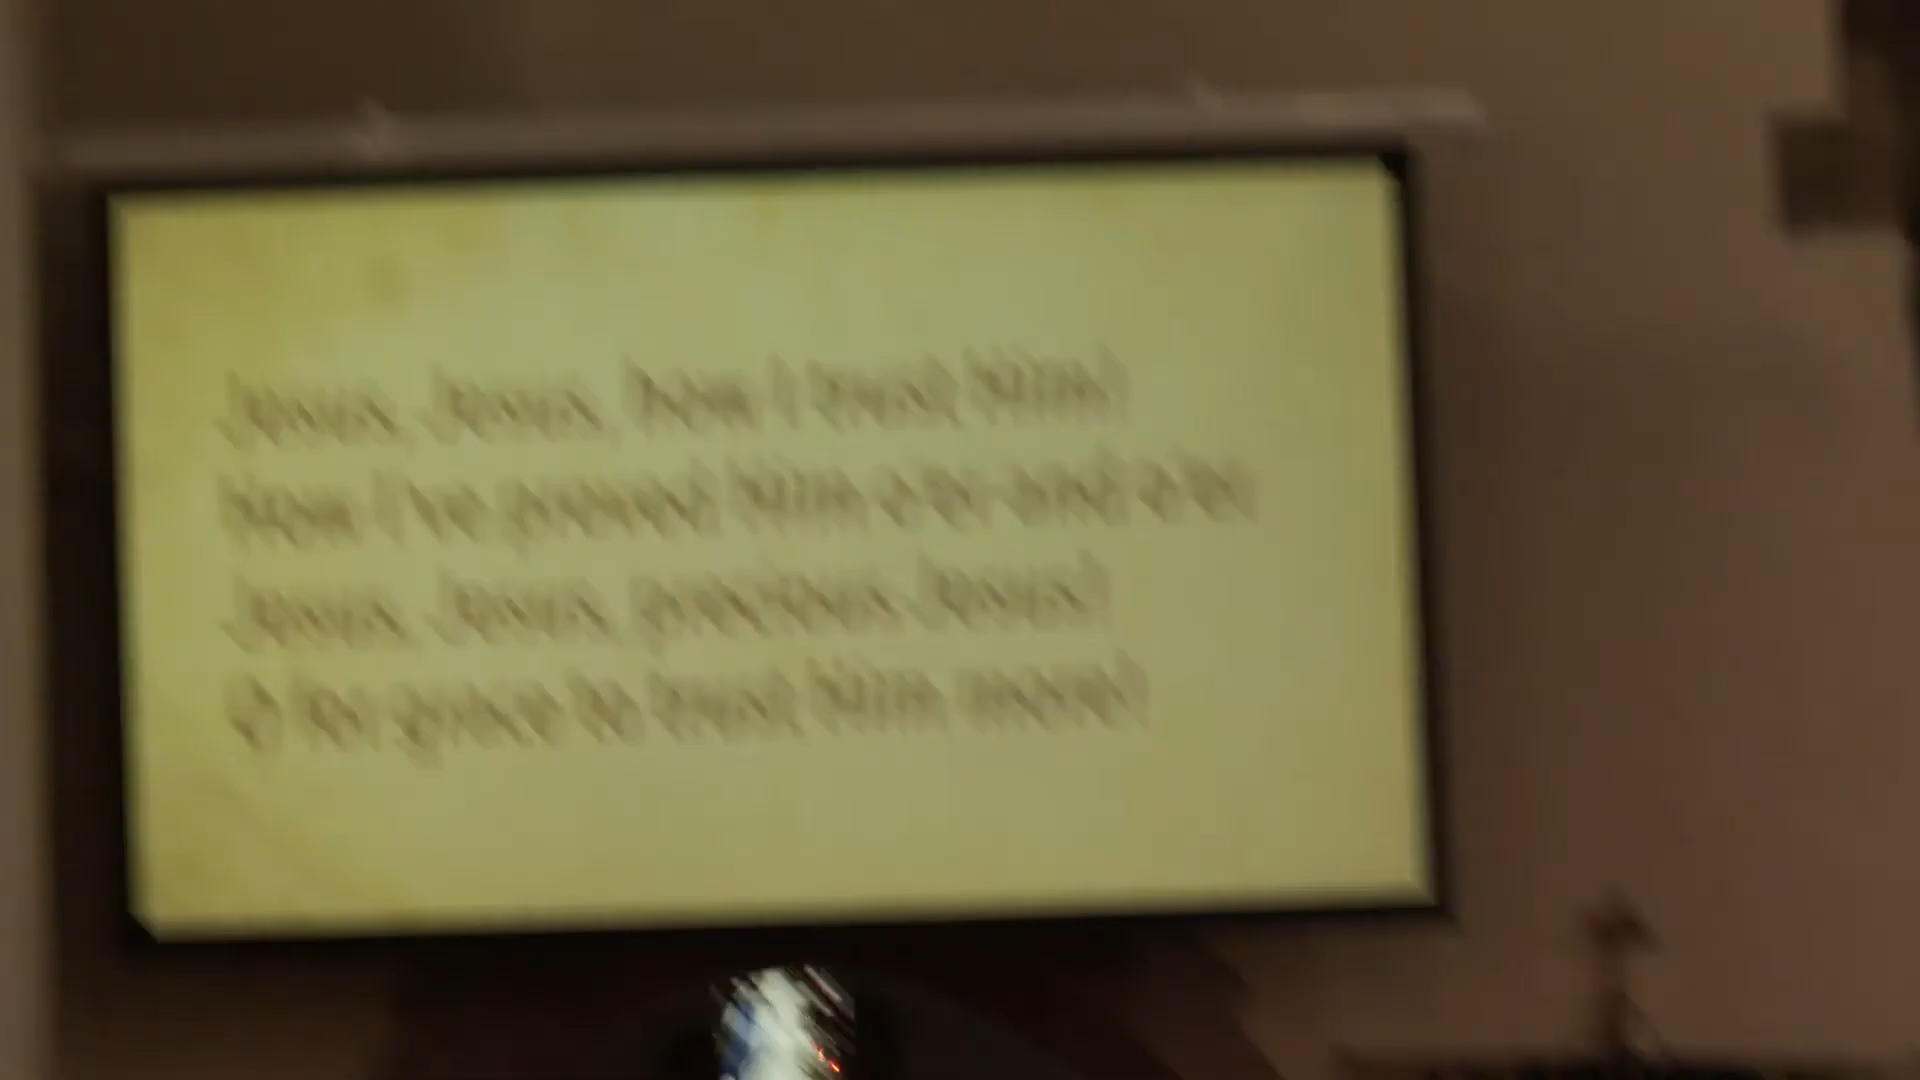 Jesus, Jesus, how I trust Him!
How I've proved Him o'er and o'er
Jesus, Jesus, precious Jesus!
O for grace to trust Him more!